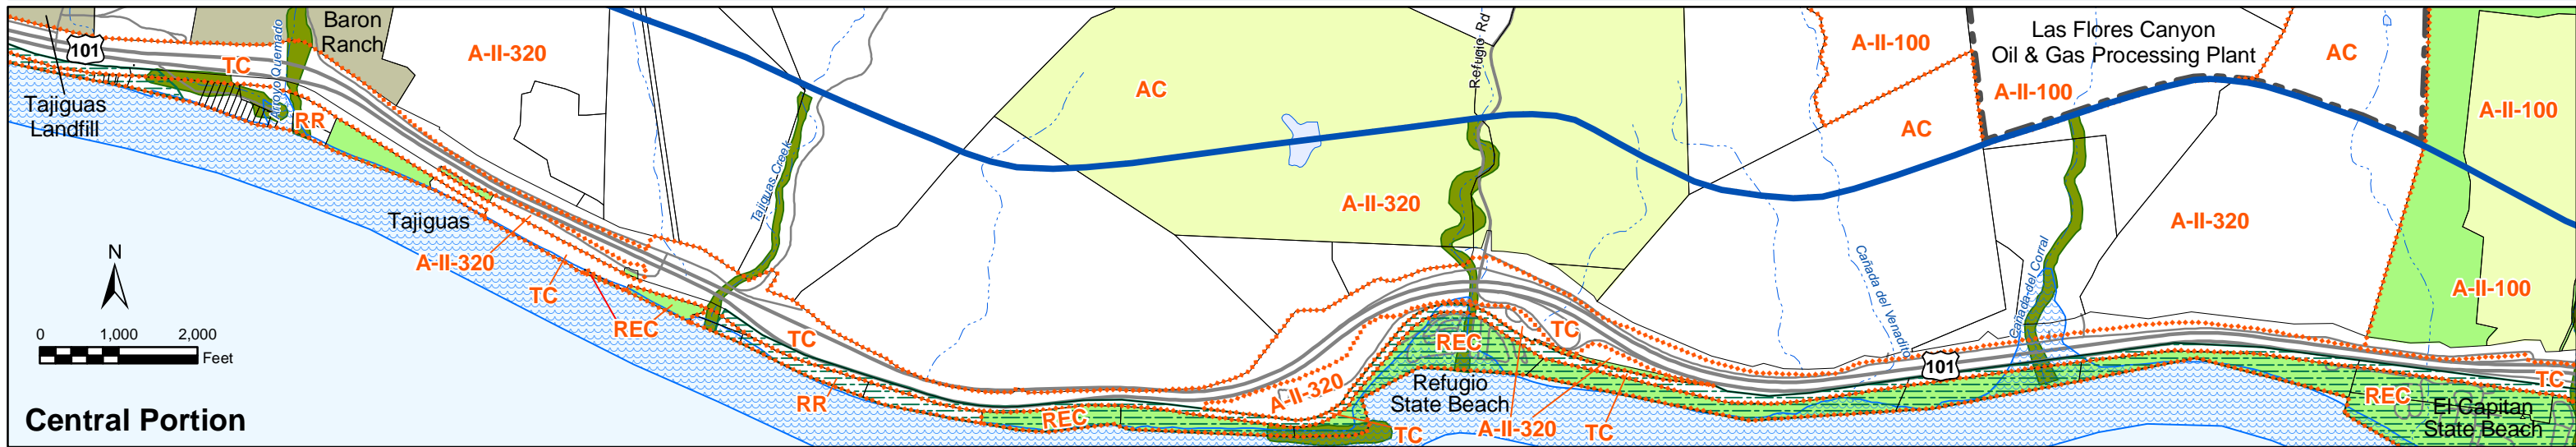 Baron
Ranch
101
Arroyo Quemado
TC
A-II-320
Tajiguas
Landfill
RR
Tajiguas Creek
Tajiguas
A-II-320
TC
REC
N
0 1,000 2,000
Feet
Central Portion
TC
RR
REC
AC
Refugio Rd
A-II-320
A-II-320
REC
TC
Refugio
State Beach
TC
A-II-320
TC
A-II-100
AC
Las Flores Canyon
Oil & Gas Processing Plant
A-II-100
AC
A-II-100
A-II-320
Cañada del Venadito
Cañada del Corral
101
A-II-100
TC
REC
El Capitan
State Beach